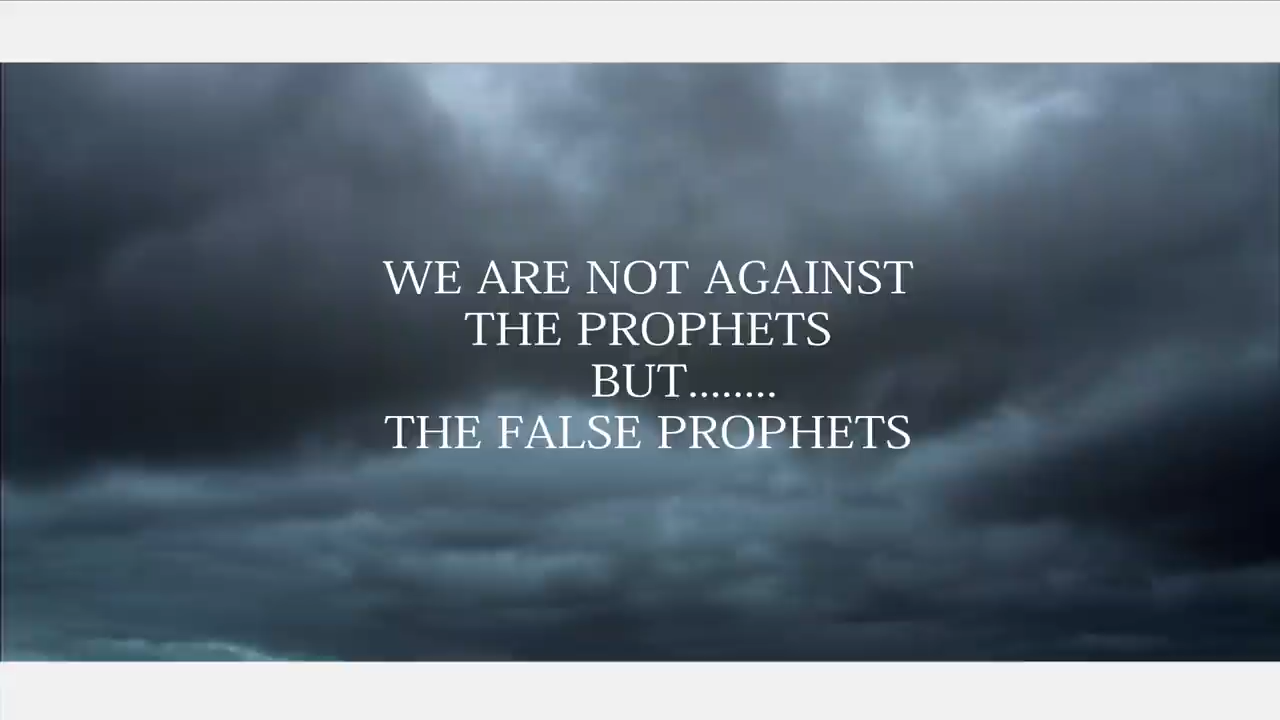 WE ARE NOT AGAINST
THE PROPHETS
BUT........
THE FALSE PROPHETS